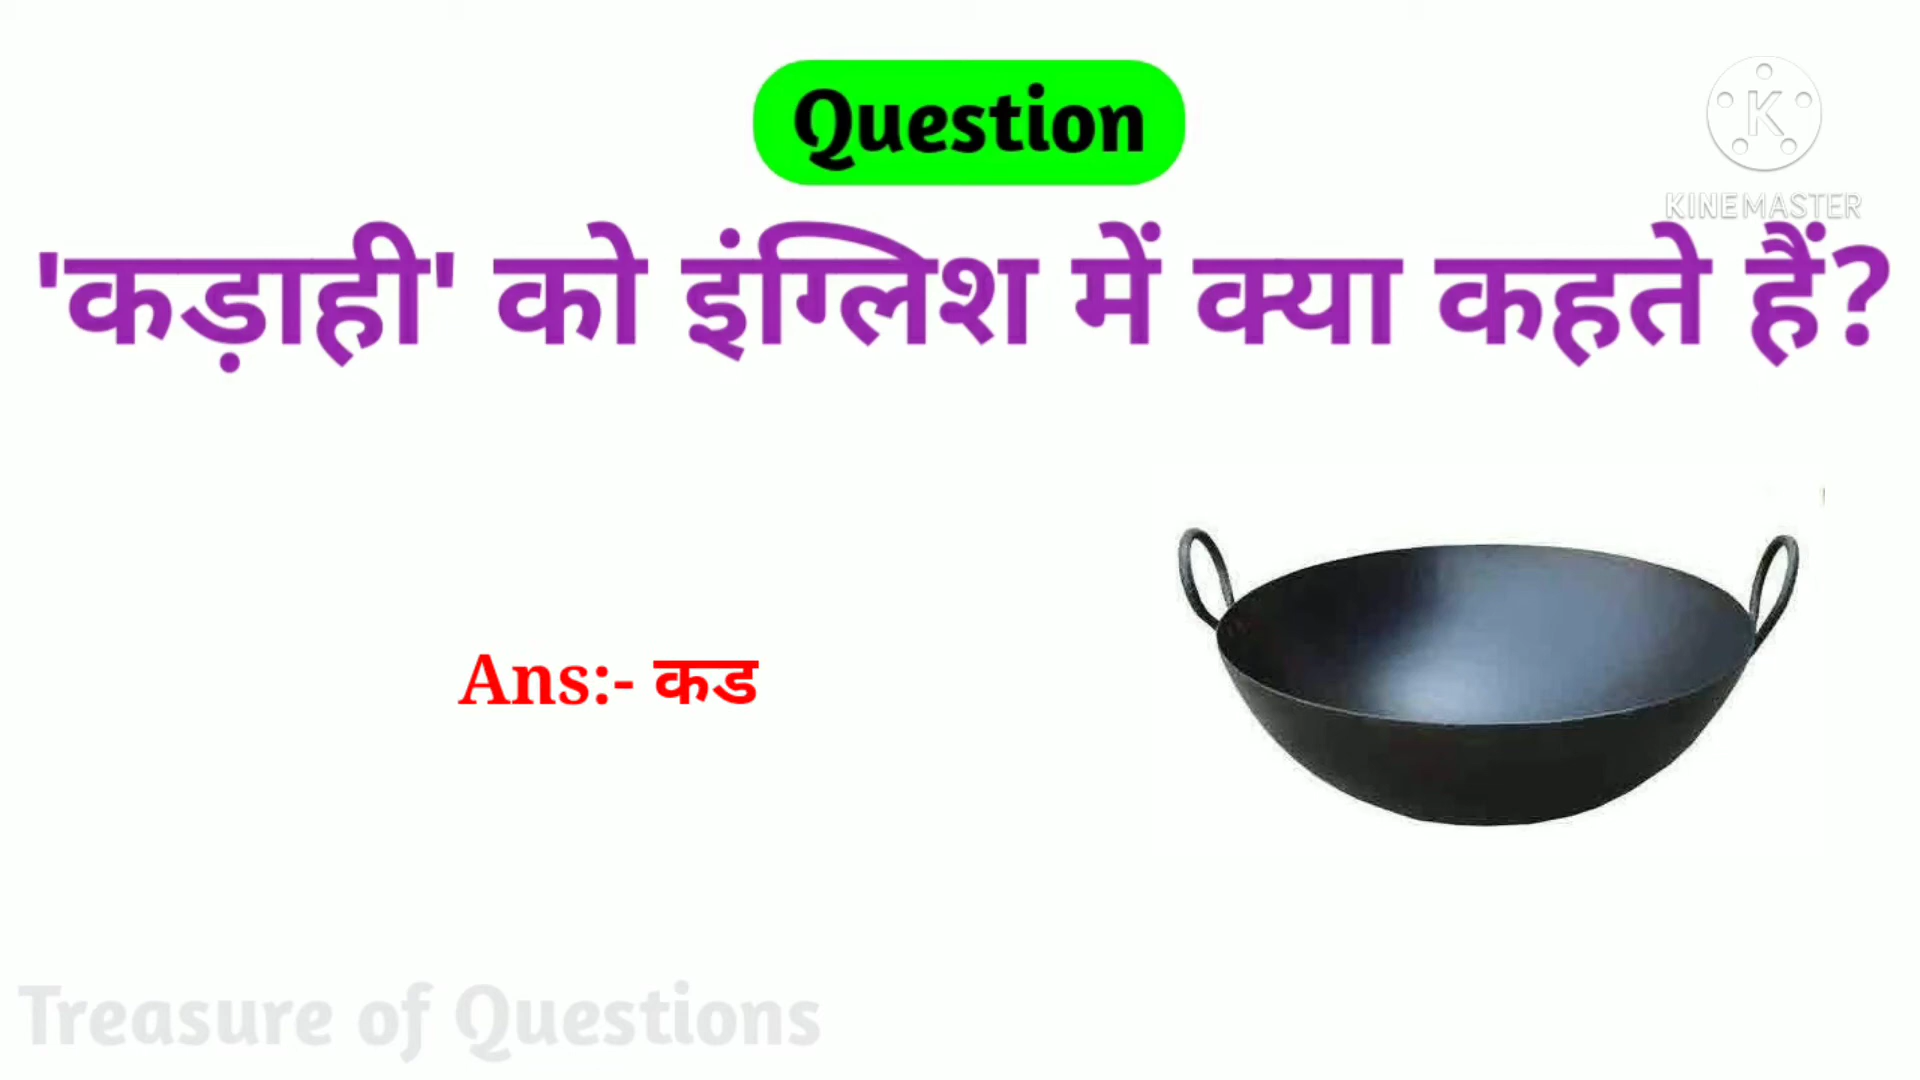 Question
KINEMASTER
'कड़ाही' को इंग्लिश में क्या कहते हैं?
Ans:- कड
Treasure of Questions